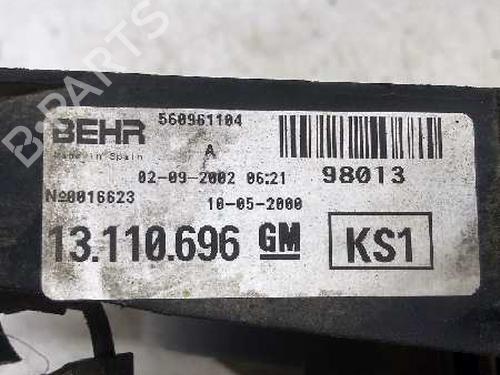 BEHR
560961104
Made in Spain
A
02-09-2002 06:21
98013
№0016623
10-05-2000
13.110.696 GM
KS1
B-PARTS